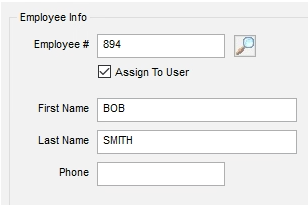 Employee Info
Employee # 894
Assign To User
First Name BOB
Last Name SMITH
Phone